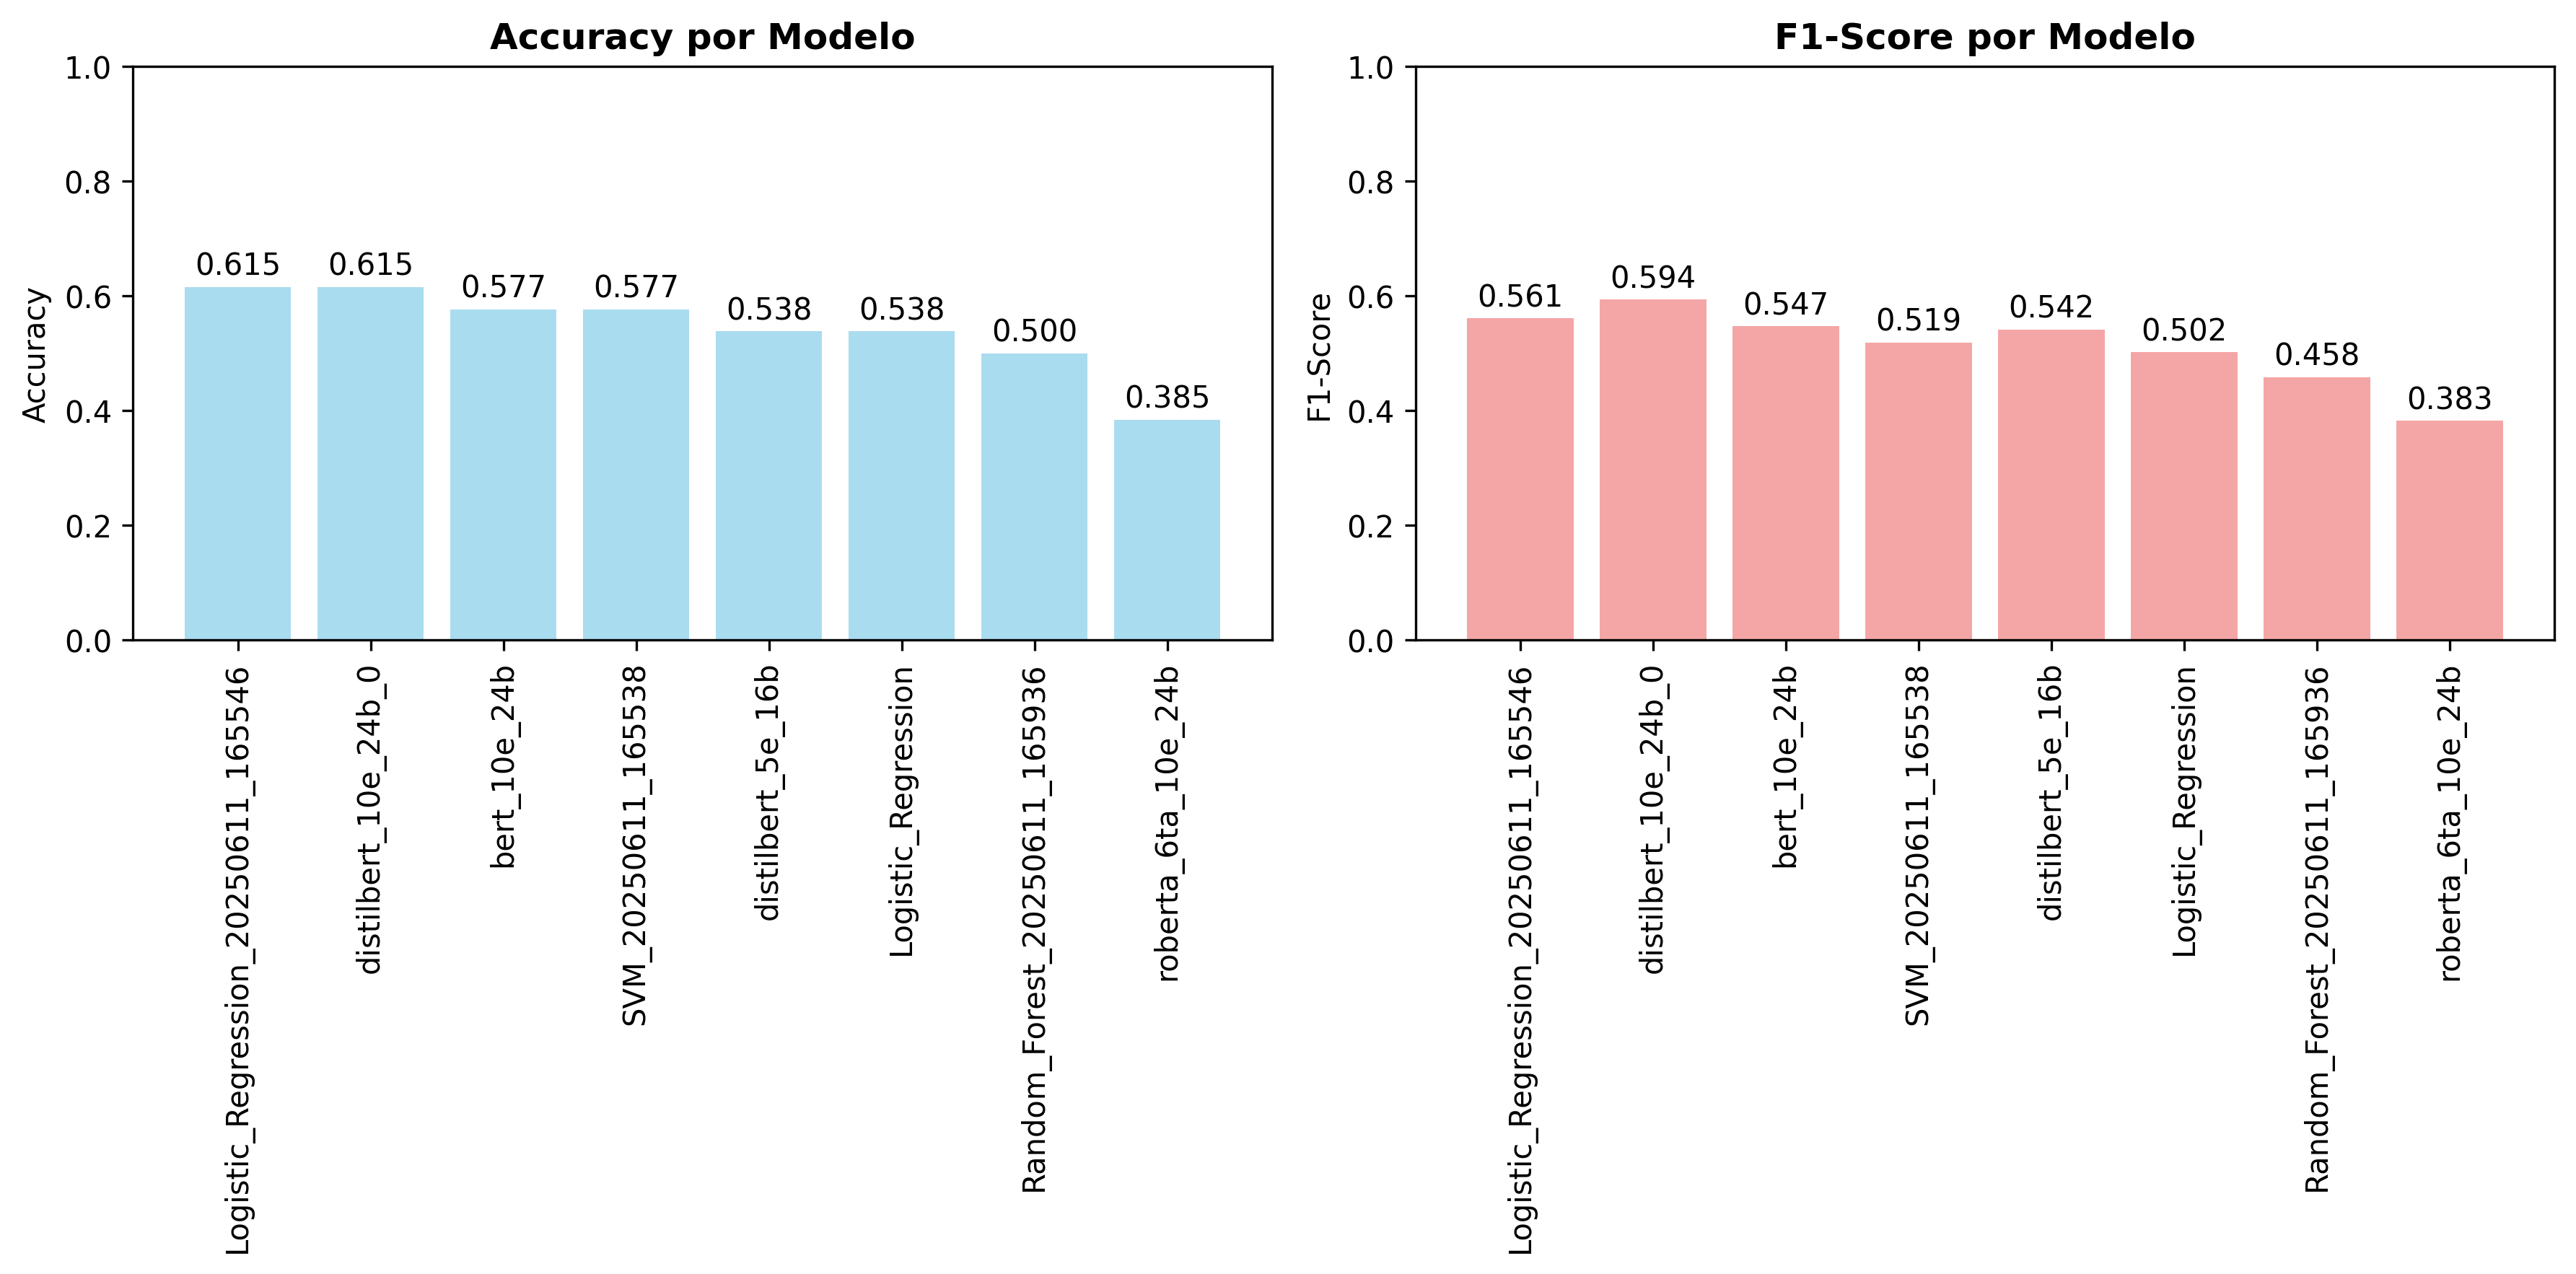 Accuracy por Modelo
Accuracy
1.0
0.8
0.6
0.4
0.2
0.0
0.615
0.615
0.577
0.577
0.538
0.538
0.500
0.385
Logistic_Regression_20250611_165546
distilbert_10e_24b_0
bert_10e_24b
SVM_20250611_165538
distilbert_5e_16b
Logistic_Regression
Random_Forest_20250611_165936
roberta_6ta_10e_24b
F1-Score por Modelo
F1-Score
1.0
0.8
0.6
0.4
0.2
0.0
0.561
0.594
0.547
0.519
0.542
0.502
0.458
0.383
Logistic_Regression_20250611_165546
distilbert_10e_24b_0
bert_10e_24b
SVM_20250611_165538
distilbert_5e_16b
Logistic_Regression
Random_Forest_20250611_165936
roberta_6ta_10e_24b